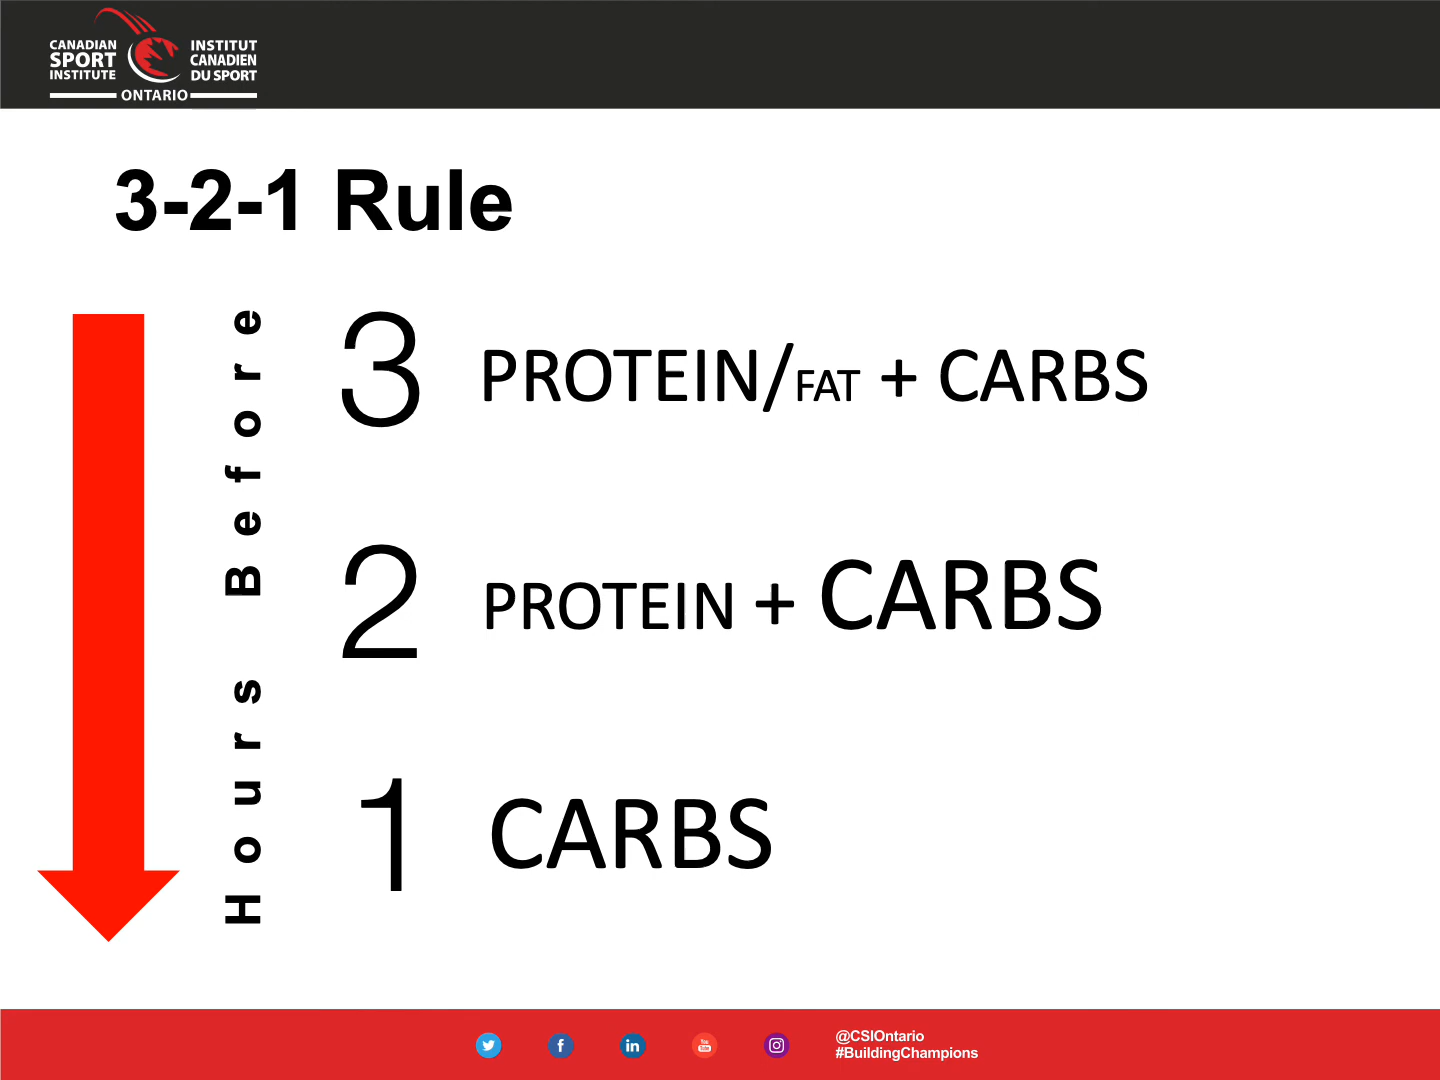 CANADIAN
SPORT
INSTITUTE
INSTITUT
CANADIEN
DU SPORT
ONTARIO
3-2-1 Rule
Hours Before
3 PROTEIN/FAT + CARBS
2 PROTEIN + CARBS
1 CARBS
@CSIOntario
#BuildingChampions